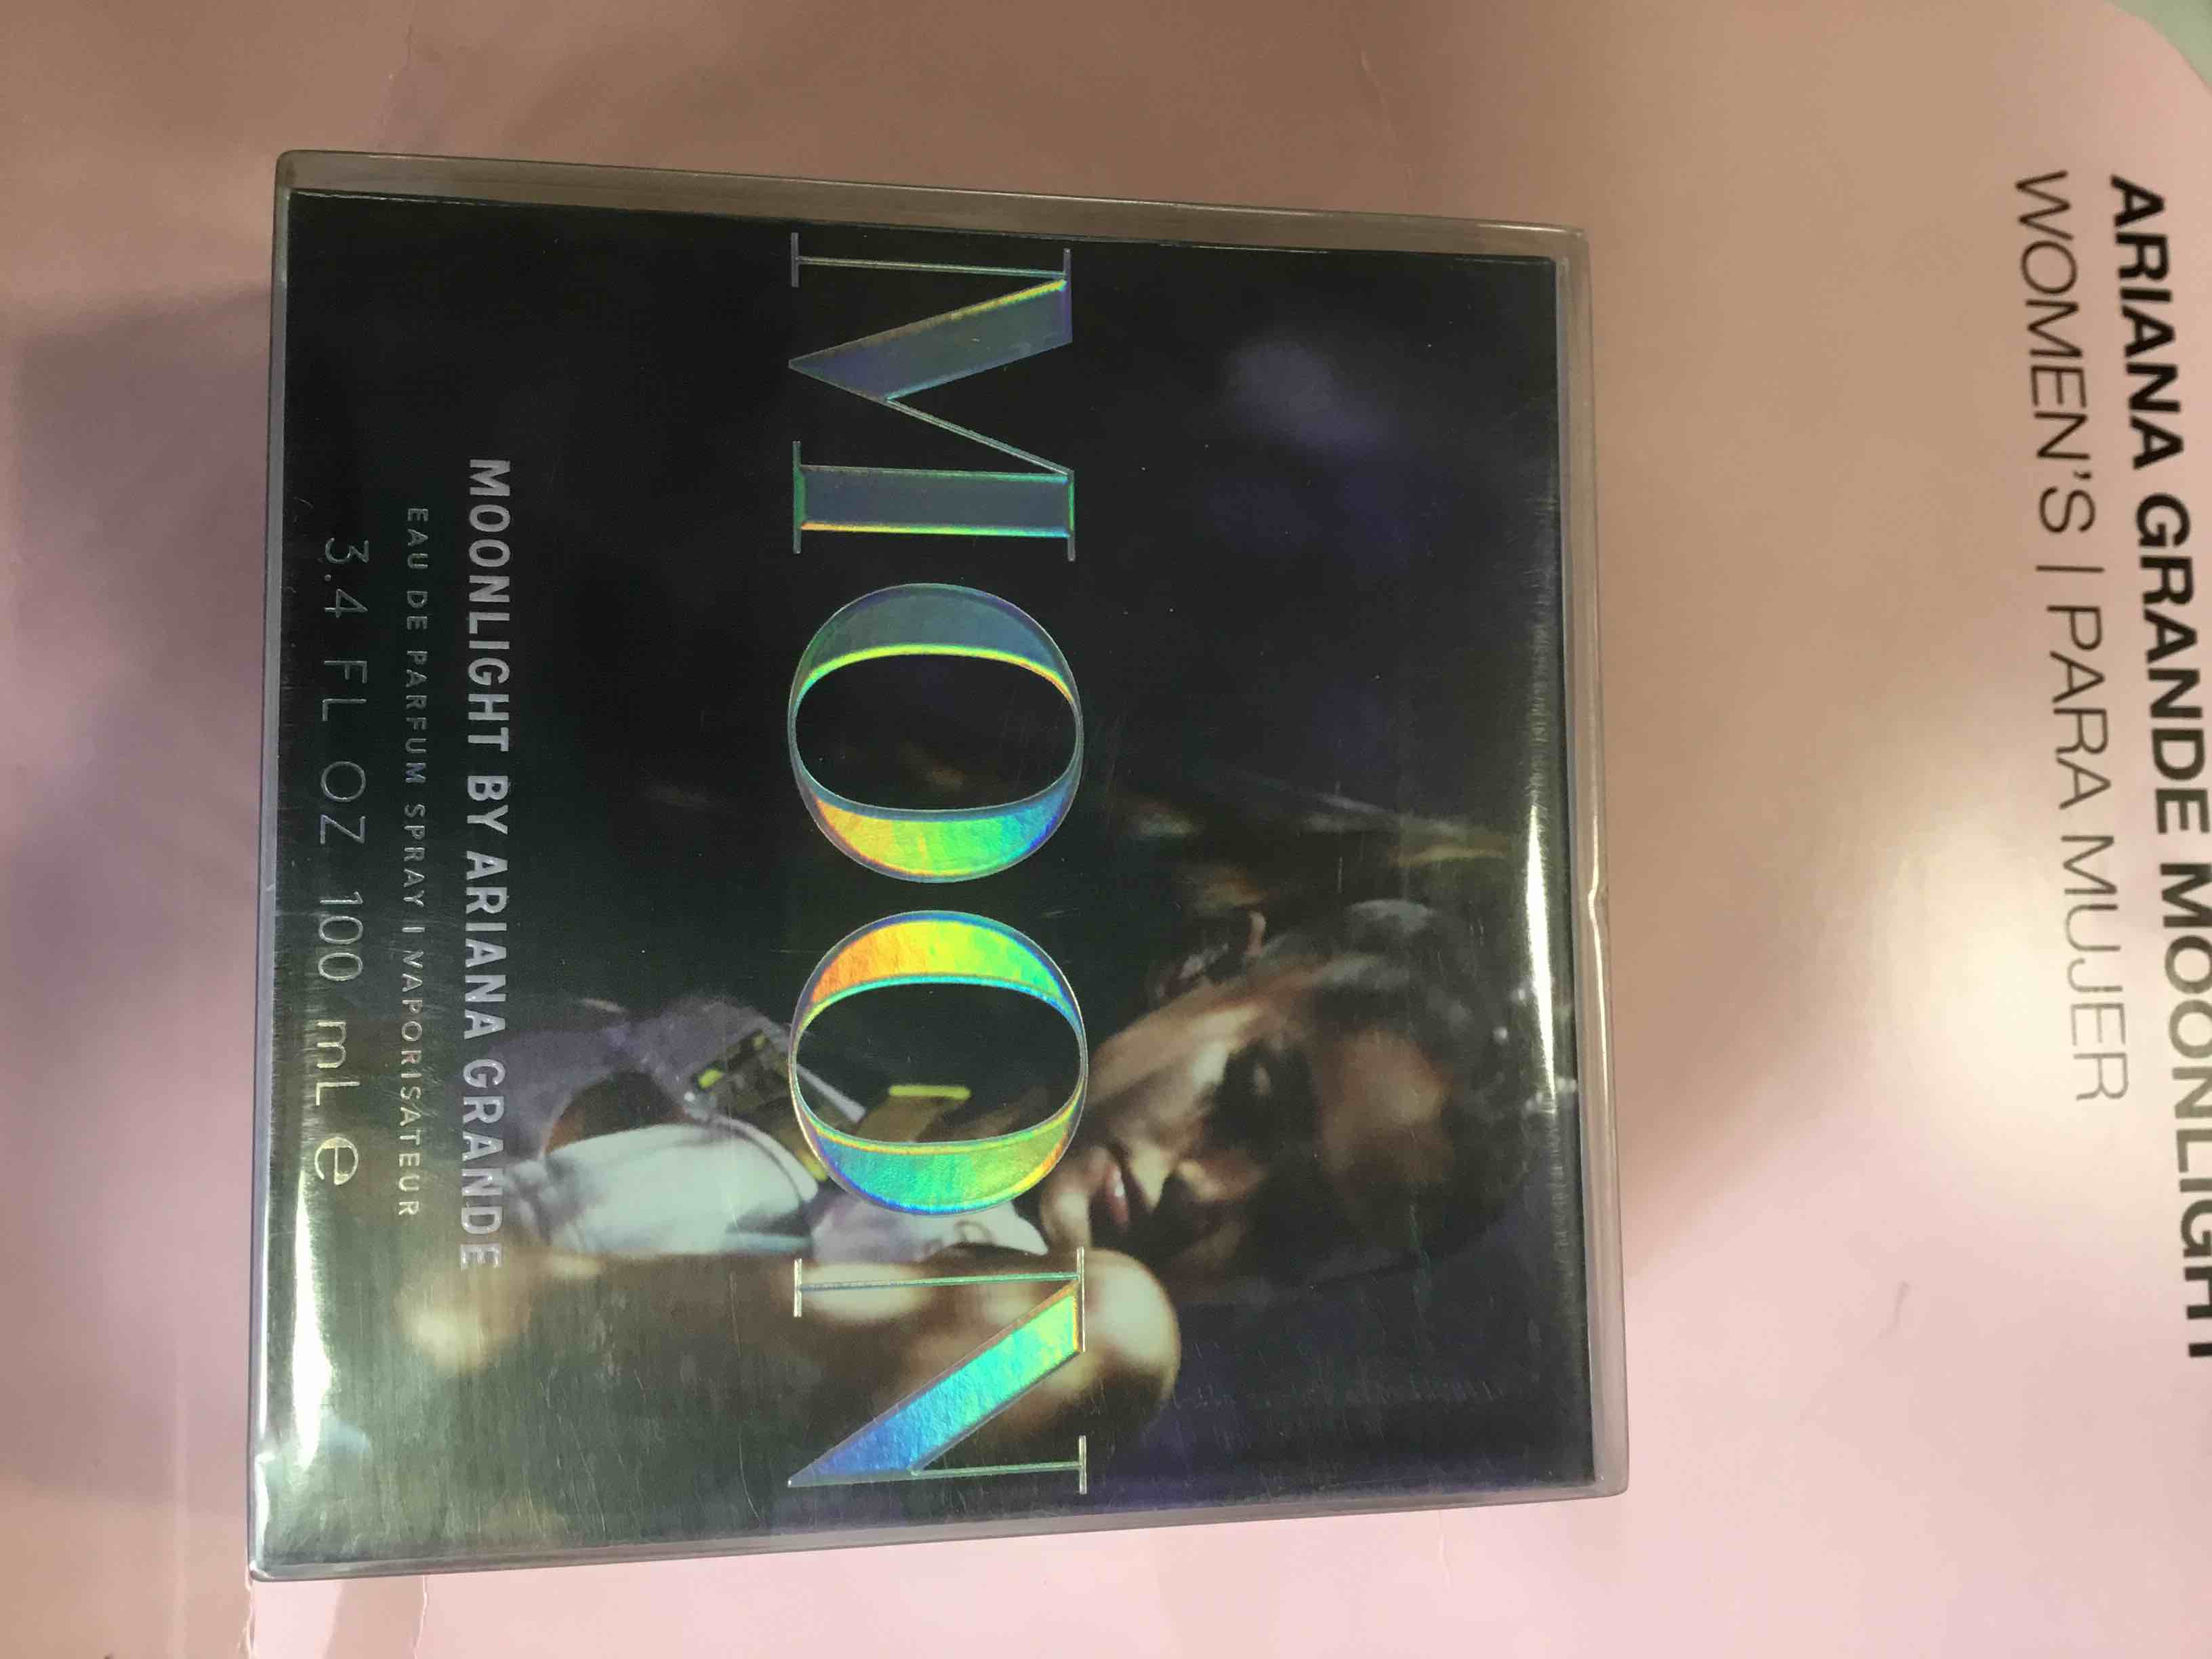 ARIANA GRANDE MOONLIGHT
WOMEN'S | PARA MUJER
MOON
MOONLIGHT BY ARIANA GRANDE
EAU DE PARFUM SPRAY | VAPORISATEUR
3.4 FL OZ 100 mL ℮